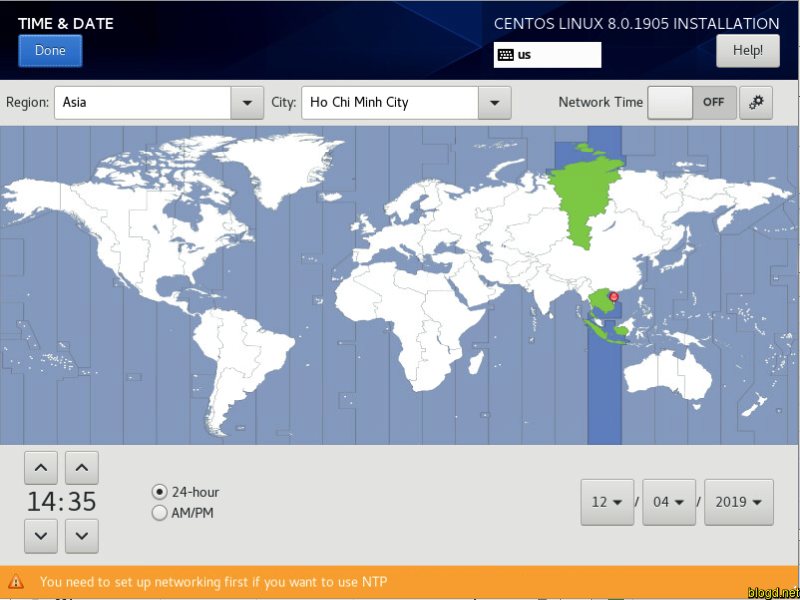 TIME & DATE
CENTOS LINUX 8.0.1905 INSTALLATION
Done
us
Help!
Region: Asia City: Ho Chi Minh City Network Time OFF
14:35
24-hour
AM/PM
12 / 04 / 2019
You need to set up networking first if you want to use NTP
blogd.net